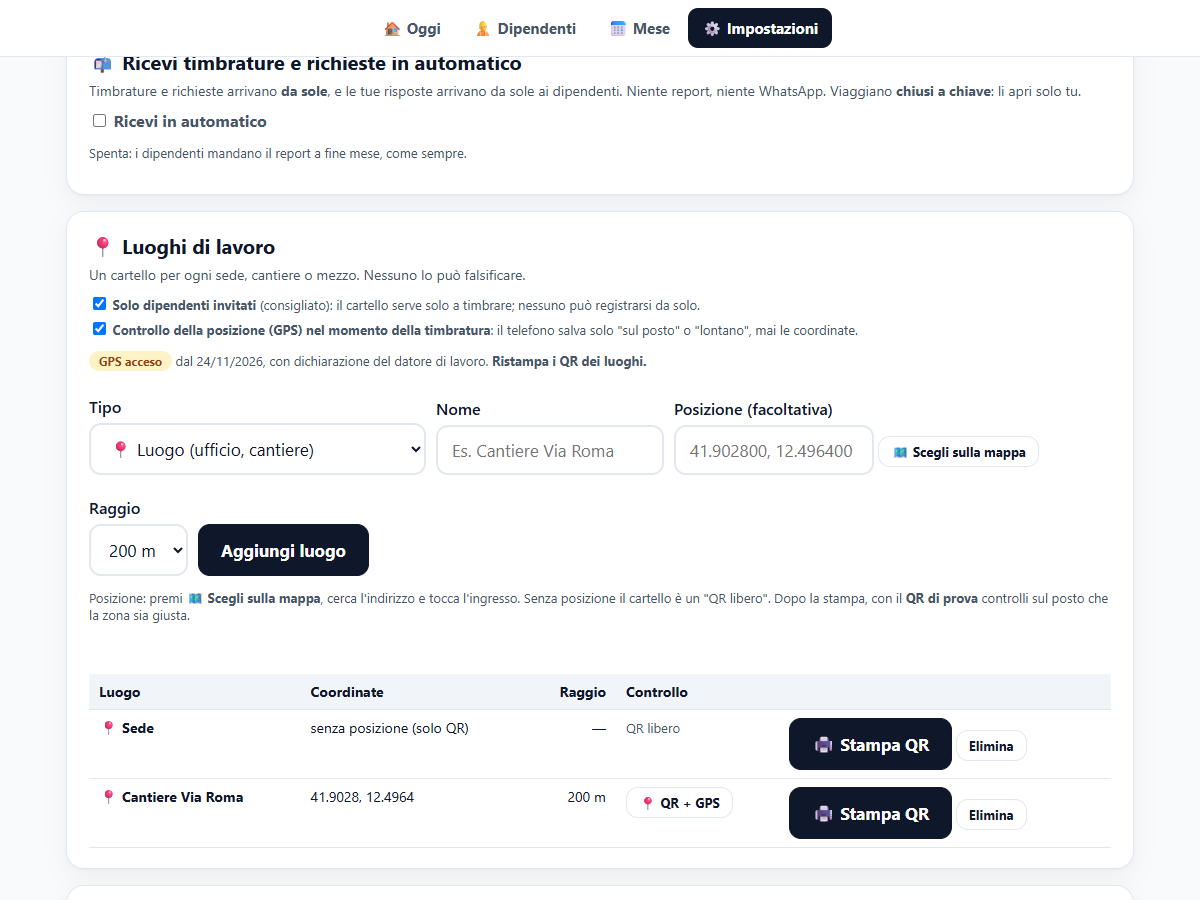 Oggi Dipendenti Mese Impostazioni
Ricevi timbrature e richieste in automatico
Timbrature e richieste arrivano da sole, e le tue risposte arrivano da sole ai dipendenti. Niente report, niente WhatsApp. Viaggiano chiusi a chiave: li apri solo tu.
Ricevi in automatico
Spenta: i dipendenti mandano il report a fine mese, come sempre.
Luoghi di lavoro
Un cartello per ogni sede, cantiere o mezzo. Nessuno lo può falsificare.
Solo dipendenti invitati (consigliato): il cartello serve solo a timbrare; nessuno può registrarsi da solo.
Controllo della posizione (GPS) nel momento della timbratura: il telefono salva solo "sul posto" o "lontano", mai le coordinate.
GPS acceso dal 24/11/2026, con dichiarazione del datore di lavoro. Ristampa i QR dei luoghi.
Tipo Nome Posizione (facoltativa)
Luogo (ufficio, cantiere) Es. Cantiere Via Roma 41.902800, 12.496400 Scegli sulla mappa
Raggio
200 m Aggiungi luogo
Posizione: premi Scegli sulla mappa, cerca l'indirizzo e tocca l'ingresso. Senza posizione il cartello è un "QR libero". Dopo la stampa, con il QR di prova controlli sul posto che
la zona sia giusta.
Luogo Coordinate Raggio Controllo
Sede senza posizione (solo QR) — QR libero Stampa QR Elimina
Cantiere Via Roma 41.9028, 12.4964 200 m QR + GPS Stampa QR Elimina